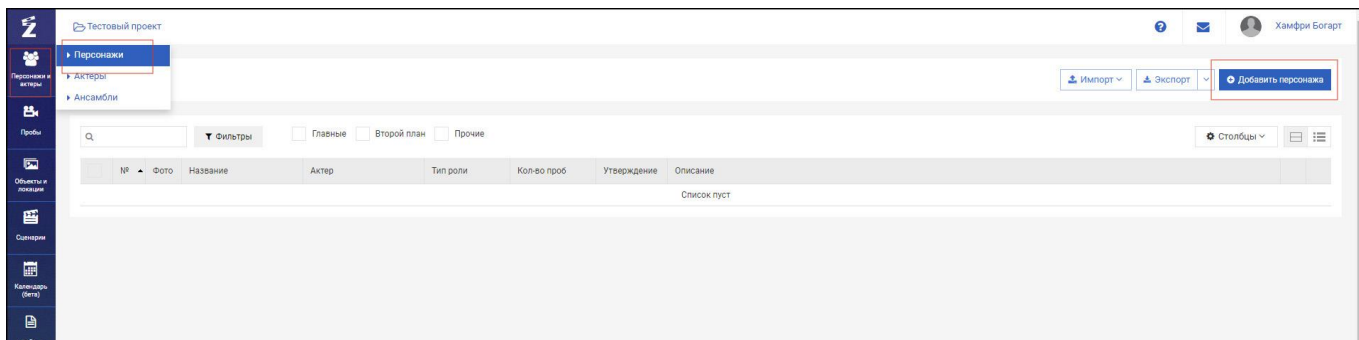 Тестовый проект
Хамфри Богарт
Персонажи и актеры
Персонажи
Актеры
Ансамбли
Импорт
Экспорт
Добавить персонажа
Пробы
Фильтры
Главные
Второй план
Прочие
Столбцы
№ Фото Название Актер Тип роли Кол-во проб Утверждение Описание
Список пуст
Объекты и локации
Сценарии
Календарь (бета)